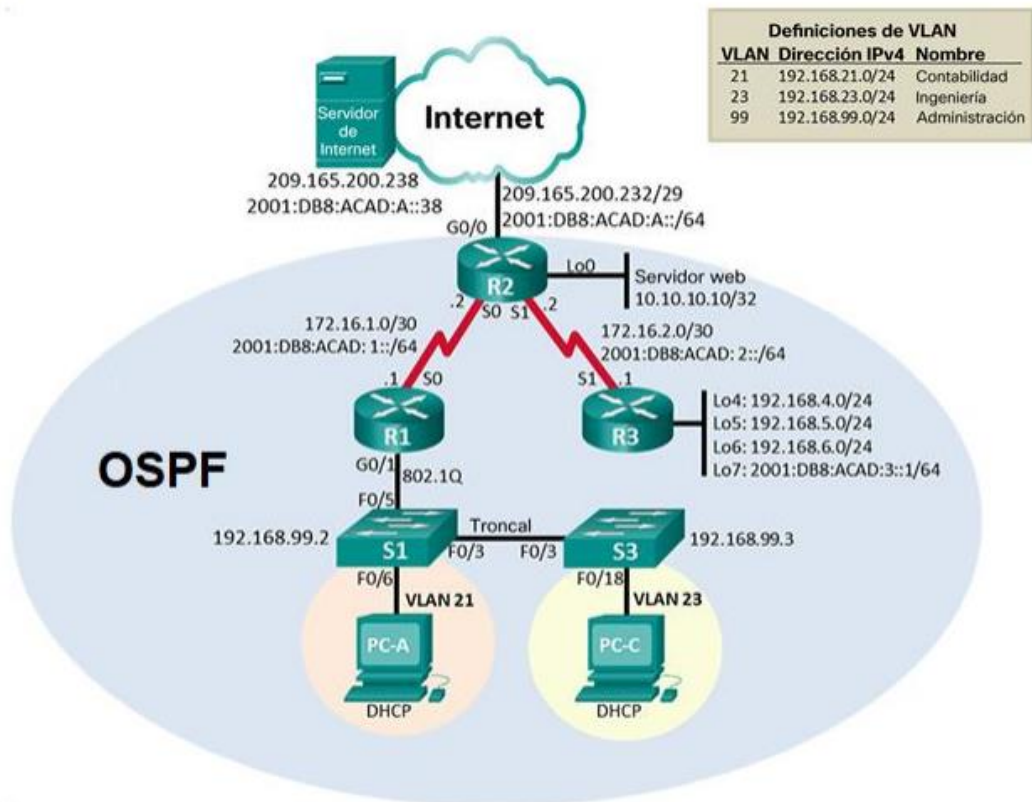 Definiciones de VLAN
VLAN Dirección IPv4 Nombre
21 192.168.21.0/24 Contabilidad
23 192.168.23.0/24 Ingeniería
99 192.168.99.0/24 Administración
Servidor
de
Internet
Internet
209.165.200.238
2001:DB8:ACAD:A::38
209.165.200.232/29
2001:DB8:ACAD:A::/64
G0/0
R2
Lo0
Servidor web
10.10.10.10/32
.2
S0
S1
.2
172.16.1.0/30
2001:DB8:ACAD: 1::/64
172.16.2.0/30
2001:DB8:ACAD: 2::/64
.1
S0
S1
.1
R1
R3
Lo4: 192.168.4.0/24
Lo5: 192.168.5.0/24
Lo6: 192.168.6.0/24
Lo7: 2001:DB8:ACAD:3::1/64
OSPF
G0/1
802.1Q
F0/5
192.168.99.2
S1
Troncal
F0/3
F0/3
S3
192.168.99.3
F0/6
F0/18
VLAN 21
VLAN 23
PC-A
PC-C
DHCP
DHCP